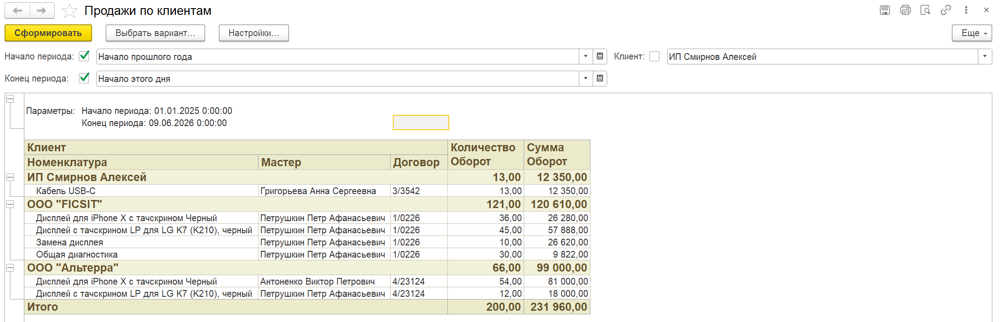 Продажи по клиентам
Сформировать Выбрать вариант... Настройки... Еще
Начало периода: Начало прошлого года Клиент: ИП Смирнов Алексей
Конец периода: Начало этого дня
Параметры: Начало периода: 01.01.2025 0:00:00
Конец периода: 09.06.2026 0:00:00
Клиент Количество Оборот Сумма Оборот
Номенклатура Мастер Договор
ИП Смирнов Алексей 13,00 12 350,00
Кабель USB-C Григорьева Анна Сергеевна 3/3542 13,00 12 350,00
ООО "FICSIT" 121,00 120 610,00
Дисплей для iPhone X с тачскрином Черный Петрушкин Петр Афанасьевич 1/0226 36,00 26 280,00
Дисплей с тачскрином LP для LG K7 (K210), черный Петрушкин Петр Афанасьевич 1/0226 45,00 57 888,00
Замена дисплея Петрушкин Петр Афанасьевич 1/0226 10,00 26 620,00
Общая диагностика Петрушкин Петр Афанасьевич 1/0226 30,00 9 822,00
ООО "Альтерра" 66,00 99 000,00
Дисплей для iPhone X с тачскрином Черный Антоненко Виктор Петрович 4/23124 54,00 81 000,00
Дисплей с тачскрином LP для LG K7 (K210), черный Петрушкин Петр Афанасьевич 4/23124 12,00 18 000,00
Итого 200,00 231 960,00